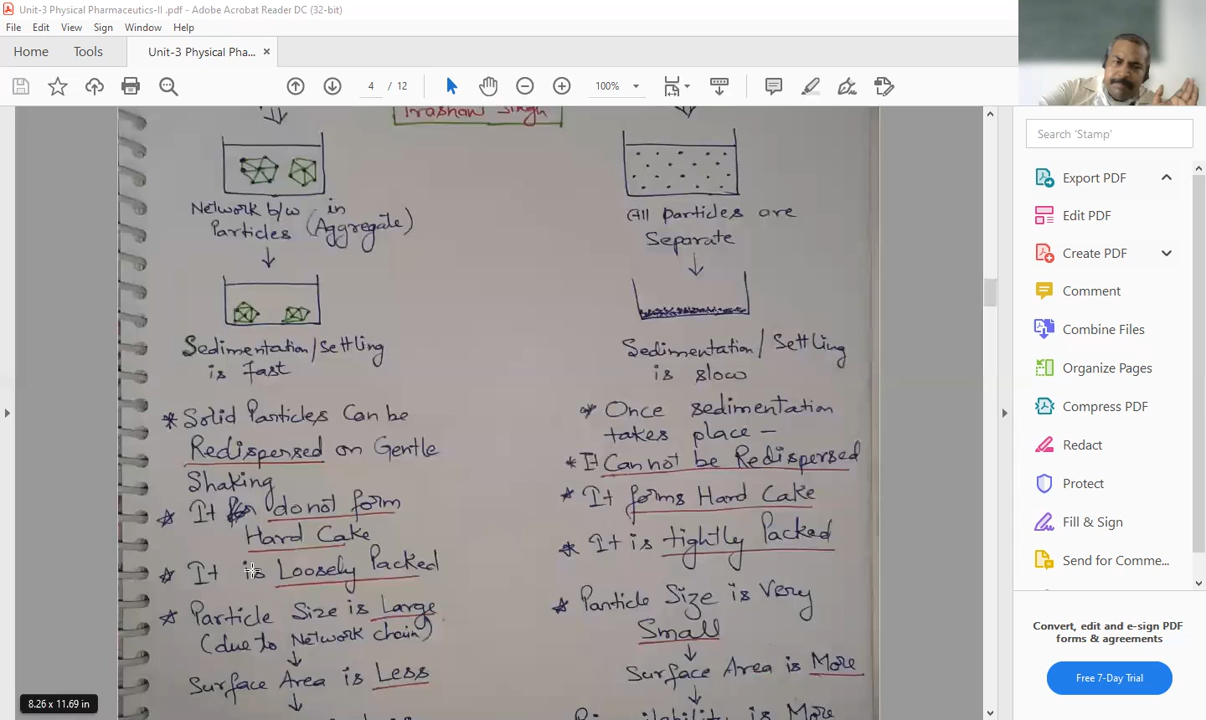 Unit-3 Physical Pharmaceutics-II .pdf - Adobe Acrobat Reader DC (32-bit)
File Edit View Sign Window Help
Home Tools Unit-3 Physical Pha... ×
4 / 12 100%
Prashan Singh
Network b/w in
Particles (Aggregate)
Sedimentation/Settling
is Fast
* Solid Particles Can be
Redispersed on Gentle
Shaking
* It do not form
Hard Cake
* It is Loosely Packed
* Particle Size is Large
(due to Network chain)
Surface Area is Less
All particles are
Separate
Sedimentation/Settling
is slow
* Once sedimentation
takes place –
* It Cannot be Redispersed
* It forms Hard Cake
* It is tightly Packed
* Particle Size is Very
Small
Surface Area is More
is More
Search 'Stamp'
Export PDF
Edit PDF
Create PDF
Comment
Combine Files
Organize Pages
Compress PDF
Redact
Protect
Fill & Sign
Send for Comme...
Convert, edit and e-sign PDF
forms & agreements
Free 7-Day Trial
8.26 x 11.69 in